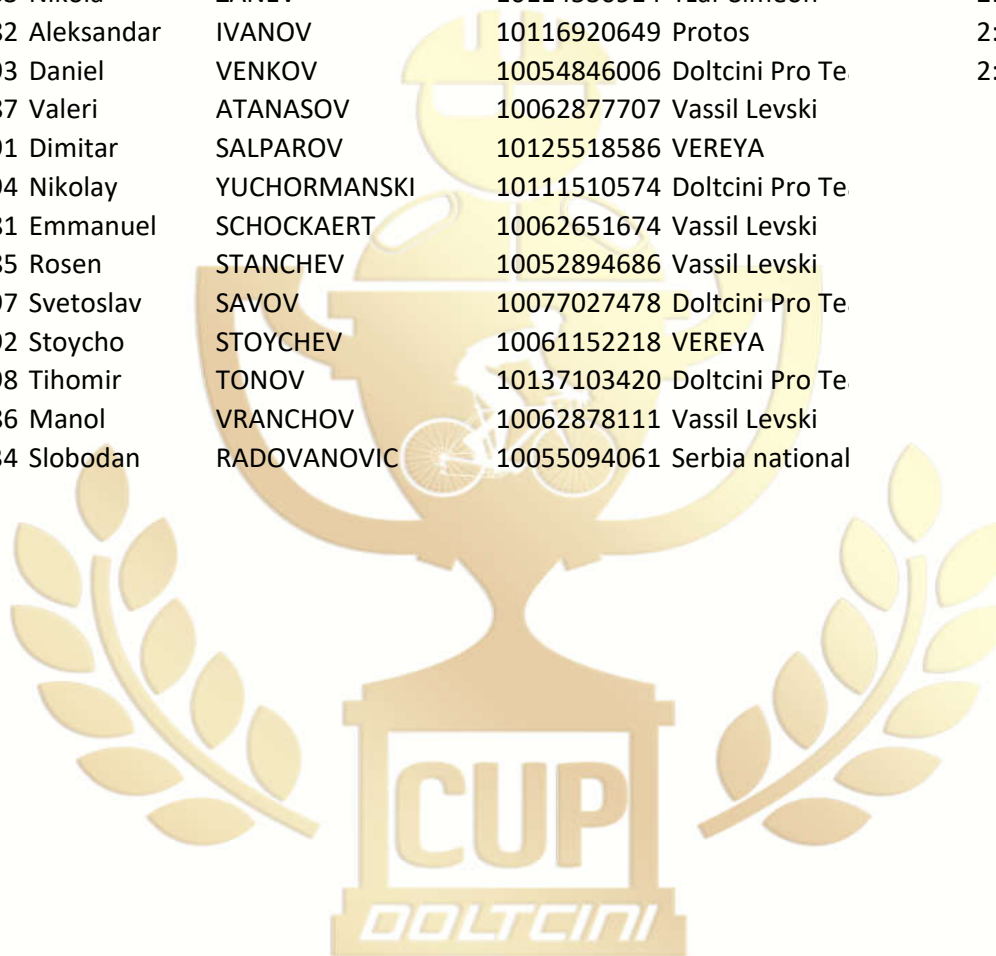 32 Aleksandar IVANOV 10116920649 Protos 2:
93 Daniel VENKOV 10054846006 Doltcini Pro Te 2:
37 Valeri ATANASOV 10062877707 Vassil Levski
91 Dimitar SALPAROV 10125518586 VEREYA
94 Nikolay YUCHORMANSKI 10111510574 Doltcini Pro Te
31 Emmanuel SCHOCKAERT 10062651674 Vassil Levski
35 Rosen STANCHEV 10052894686 Vassil Levski
97 Svetoslav SAVOV 10077027478 Doltcini Pro Te
92 Stoycho STOYCHEV 10061152218 VEREYA
98 Tihomir TONOV 10137103420 Doltcini Pro Te
36 Manol VRANCHOV 10062878111 Vassil Levski
34 Slobodan RADOVANOVIC 10055094061 Serbia national
CUP
DOLTCINI